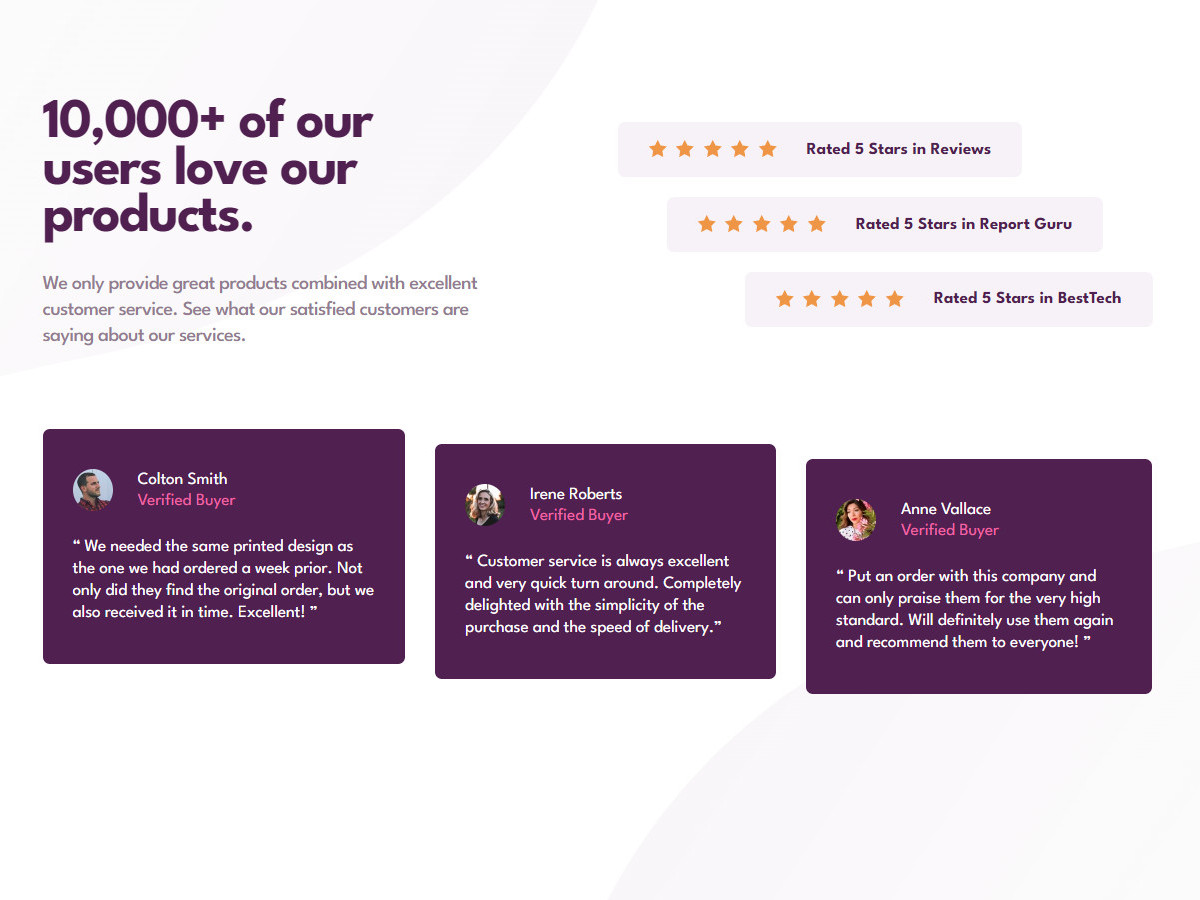 10,000+ of our
users love our
products.
We only provide great products combined with excellent
customer service. See what our satisfied customers are
saying about our services.
Rated 5 Stars in Reviews
Rated 5 Stars in Report Guru
Rated 5 Stars in BestTech
Colton Smith
Verified Buyer
“ We needed the same printed design as
the one we had ordered a week prior. Not
only did they find the original order, but we
also received it in time. Excellent! ”
Irene Roberts
Verified Buyer
“ Customer service is always excellent
and very quick turn around. Completely
delighted with the simplicity of the
purchase and the speed of delivery.”
Anne Vallace
Verified Buyer
“ Put an order with this company and
can only praise them for the very high
standard. Will definitely use them again
and recommend them to everyone! ”